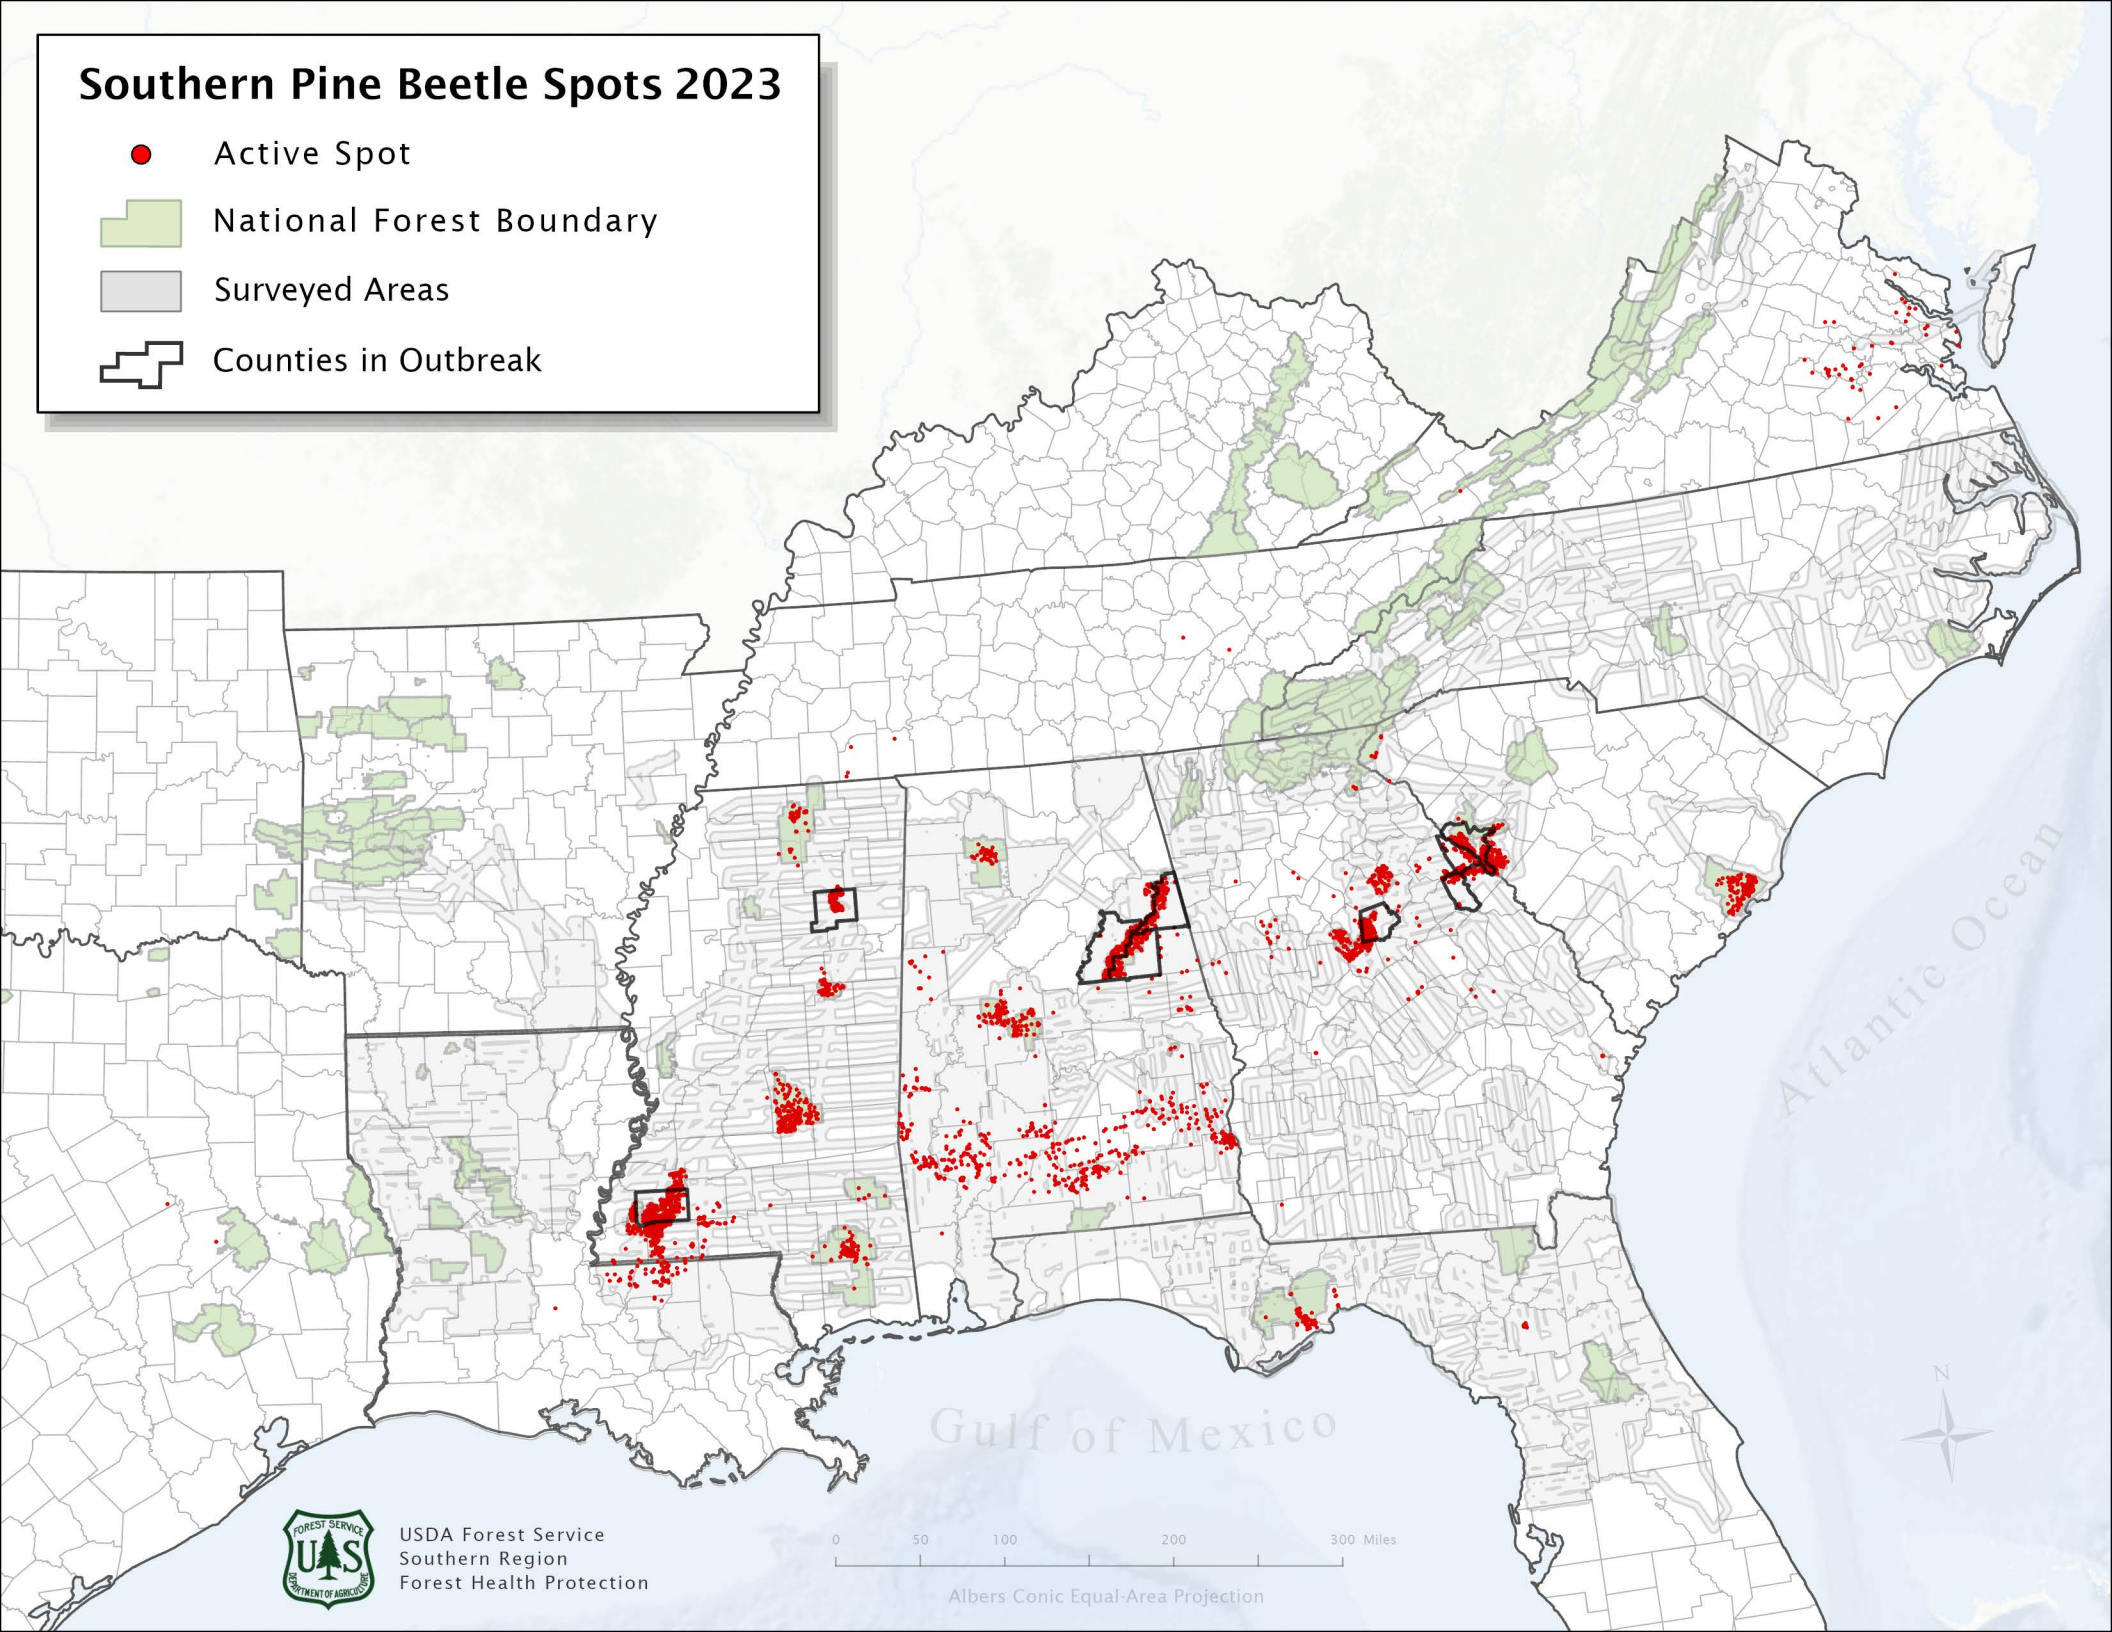 Southern Pine Beetle Spots 2023
Active Spot
National Forest Boundary
Surveyed Areas
Counties in Outbreak
Atlantic Ocean
Gulf of Mexico
N
FOREST SERVICE
U S
DEPARTMENT OF AGRICULTURE
USDA Forest Service
Southern Region
Forest Health Protection
0 50 100 200 300 Miles
Albers Conic Equal-Area Projection